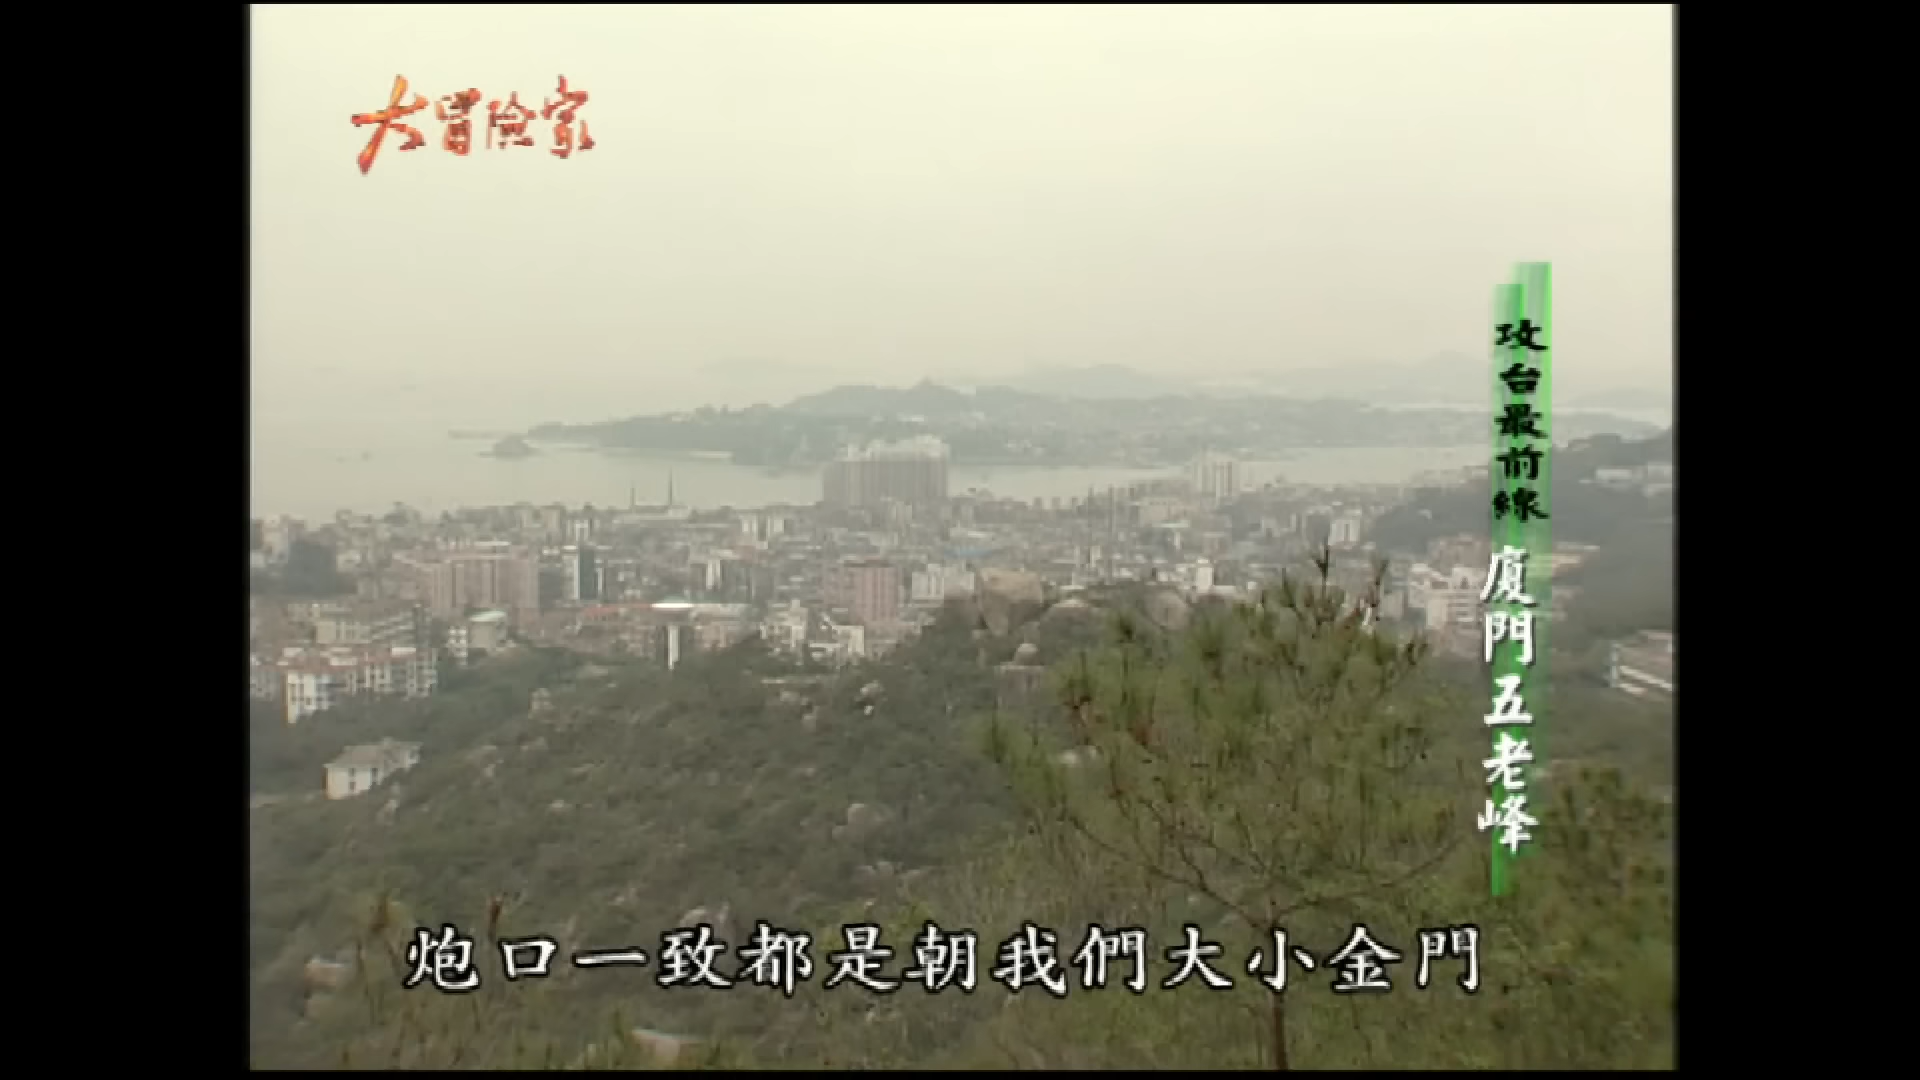 大冒險家
攻台最前線
廈門五老峰
炮口一致都是朝我們大小金門